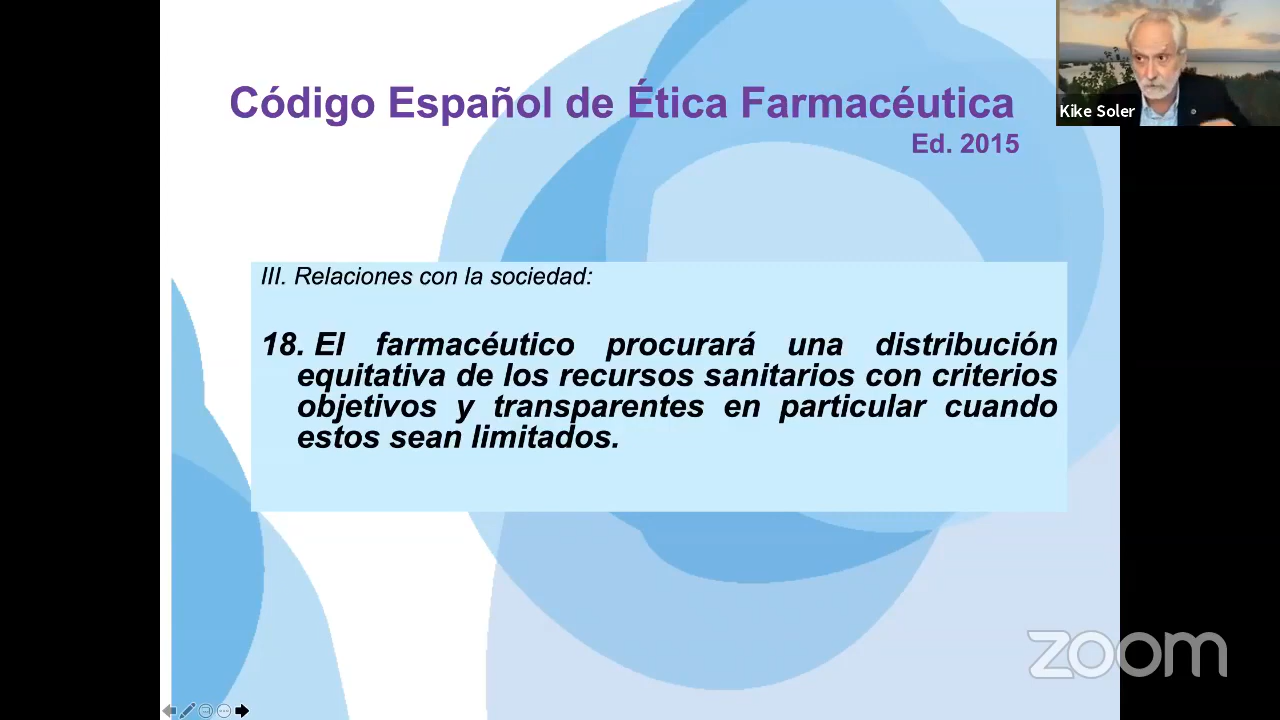 Código Español de Ética Farmacéutica
Ed. 2015
Kike Soler
III. Relaciones con la sociedad:
18. El farmacéutico procurará una distribución
equitativa de los recursos sanitarios con criterios
objetivos y transparentes en particular cuando
estos sean limitados.
zoom